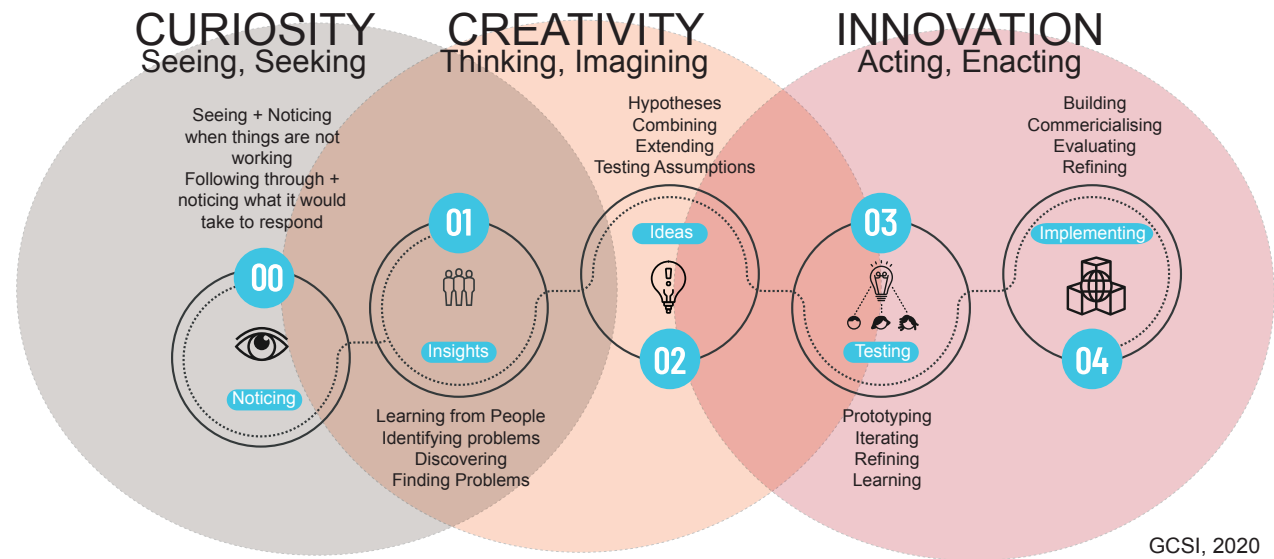 CURIOSITY
Seeing, Seeking
CREATIVITY
Thinking, Imagining
INNOVATION
Acting, Enacting
Seeing + Noticing
when things are not
working
Following through +
noticing what it would
take to respond
00
Noticing
01
Insights
Learning from People
Identifying problems
Discovering
Finding Problems
Hypotheses
Combining
Extending
Testing Assumptions
Ideas
02
03
Testing
Prototyping
Iterating
Refining
Learning
Building
Commericialising
Evaluating
Refining
Implementing
04
GCSI, 2020